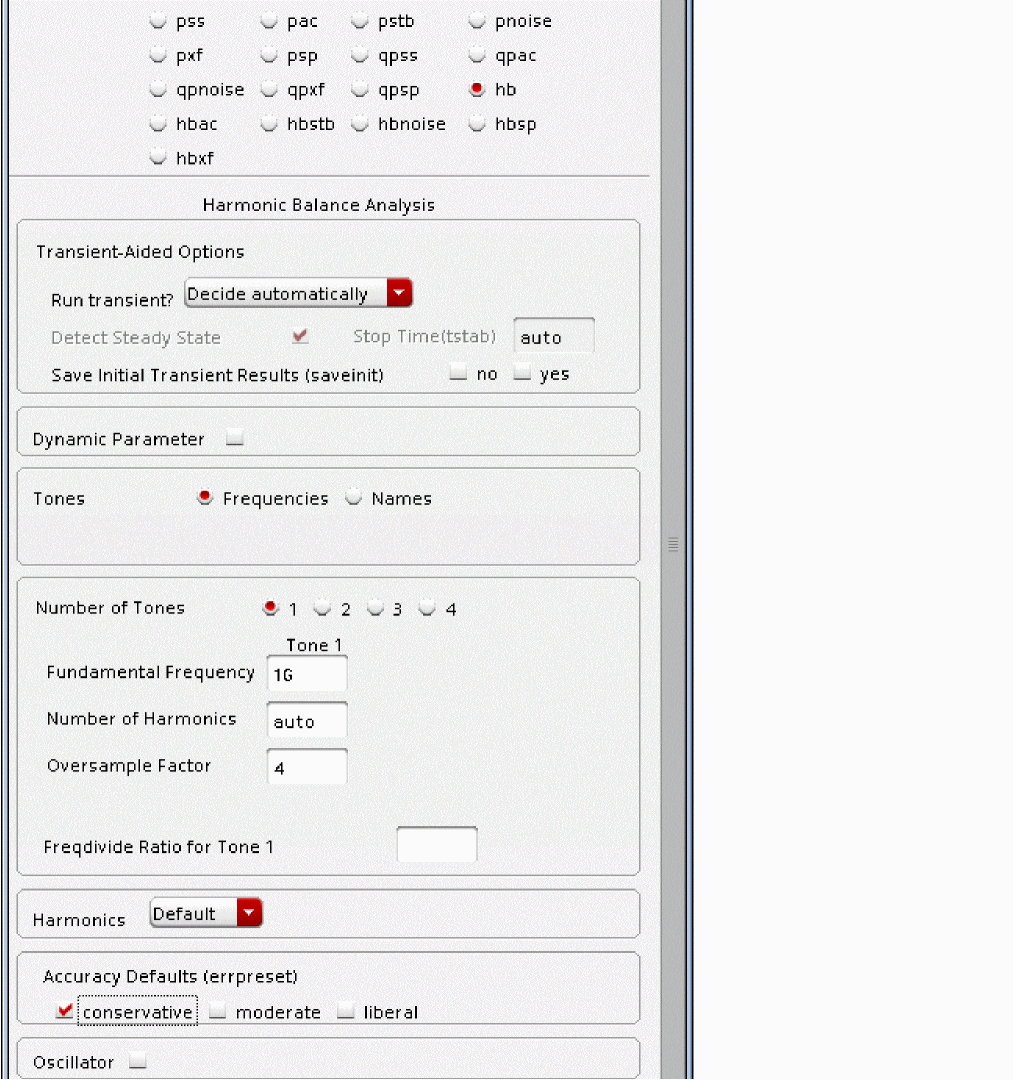 pss pac pstb pnoise
pxf psp qpss qpac
qpnoise qpxf qpsp hb
hbac hbstb hbnoise hbsp
hbxf
Harmonic Balance Analysis
Transient-Aided Options
Run transient? Decide automatically
Detect Steady State Stop Time(tstab) auto
Save Initial Transient Results (saveinit) no yes
Dynamic Parameter
Tones Frequencies Names
Number of Tones 1 2 3 4
Tone 1
Fundamental Frequency 1G
Number of Harmonics auto
Oversample Factor 4
Freqdivide Ratio for Tone 1
Harmonics Default
Accuracy Defaults (errpreset)
conservative moderate liberal
Oscillator